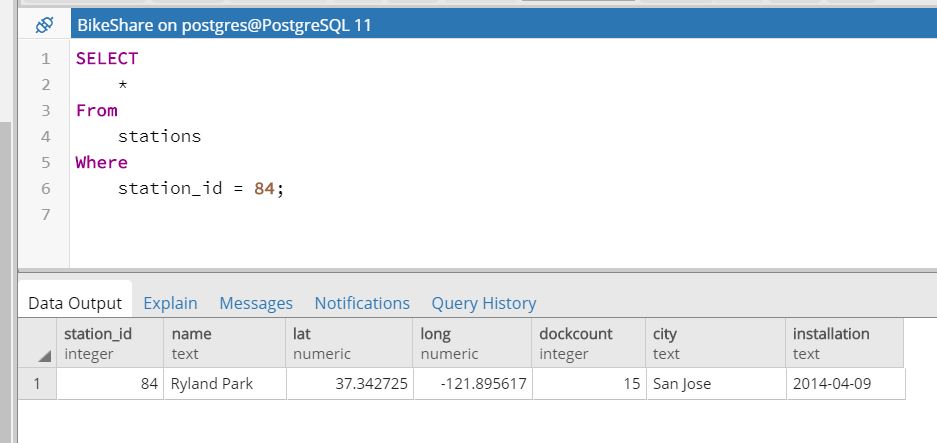 BikeShare on postgres@PostgreSQL 11
1 SELECT
2 *
3 From
4 stations
5 Where
6 station_id = 84;
7
Data Output Explain Messages Notifications Query History
station_id name lat long dockcount city installation
integer text numeric numeric integer text text
1 84 Ryland Park 37.342725 -121.895617 15 San Jose 2014-04-09